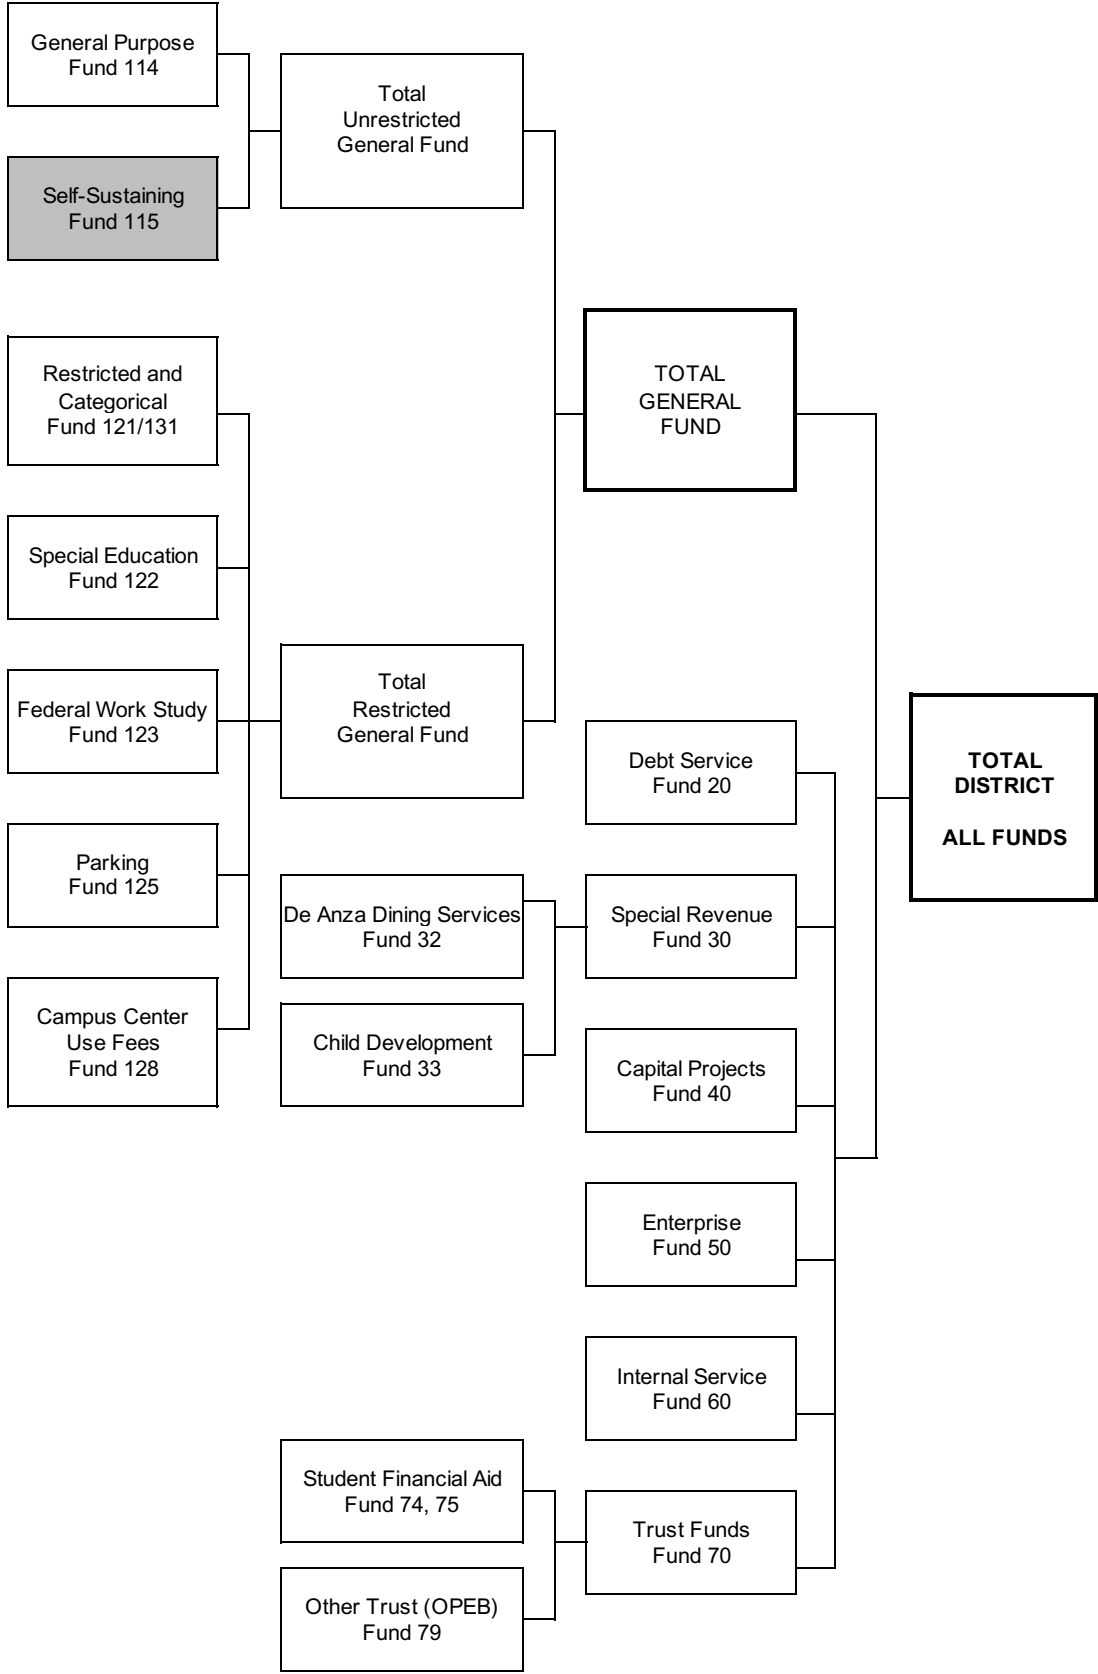 General Purpose
Fund 114
Total
Unrestricted
General Fund
Self-Sustaining
Fund 115
Restricted and
Categorical
Fund 121/131
TOTAL
GENERAL
FUND
Special Education
Fund 122
Federal Work Study
Fund 123
Total
Restricted
General Fund
Debt Service
Fund 20
TOTAL
DISTRICT
ALL FUNDS
Parking
Fund 125
De Anza Dining Services
Fund 32
Special Revenue
Fund 30
Campus Center
Use Fees
Fund 128
Child Development
Fund 33
Capital Projects
Fund 40
Enterprise
Fund 50
Internal Service
Fund 60
Student Financial Aid
Fund 74, 75
Trust Funds
Fund 70
Other Trust (OPEB)
Fund 79